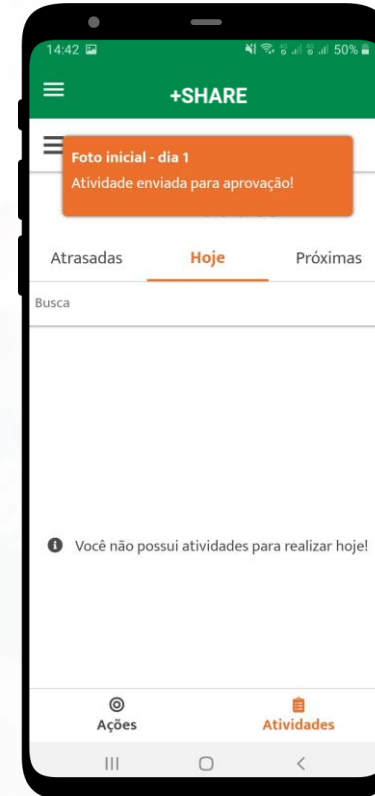 14:42 50%
+SHARE
Foto inicial - dia 1
Atividade enviada para aprovação!
Atrasadas Hoje Próximas
Busca
Você não possui atividades para realizar hoje!
Ações Atividades